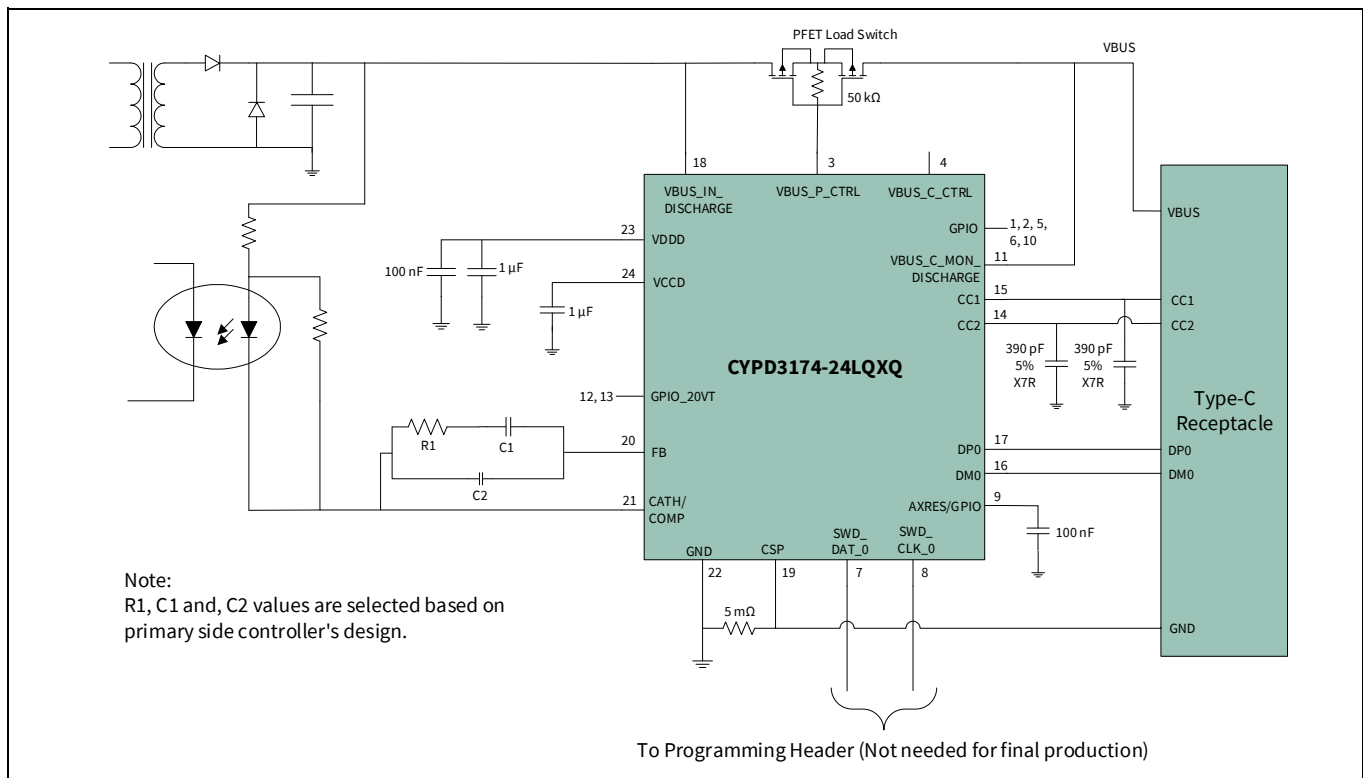 PFET Load Switch
VBUS
50 kΩ
18
3
4
VBUS_IN_
DISCHARGE
VBUS_P_CTRL
VBUS_C_CTRL
VBUS
GPIO
1, 2, 5,
6, 10
23
VDDD
VBUS_C_MON_
DISCHARGE
11
100 nF
1 µF
24
VCCD
15
CC1
CC1
1 µF
14
CC2
CC2
390 pF
5%
X7R
390 pF
5%
X7R
CYPD3174-24LQXQ
Type-C
Receptacle
12, 13
GPIO_20VT
R1
C1
C2
20
FB
DP0
17
DP0
DM0
16
DM0
21
CATH/
COMP
AXRES/GPIO
9
100 nF
GND
CSP
SWD_
DAT_0
SWD_
CLK_0
22
19
7
8
5 mΩ
GND
Note:
R1, C1 and, C2 values are selected based on
primary side controller's design.
To Programming Header (Not needed for final production)